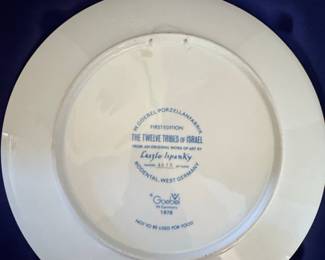 W. GOEBEL PORZELLANFABRIK
FIRST EDITION
THE TWELVE TRIBES OF ISRAEL
FROM AN ORIGINAL WORK OF ART BY
Laszlo Ispanky
RODENTAL, WEST GERMANY
Goebel
W. Germany
1978
NOT TO BE USED FOR FOOD